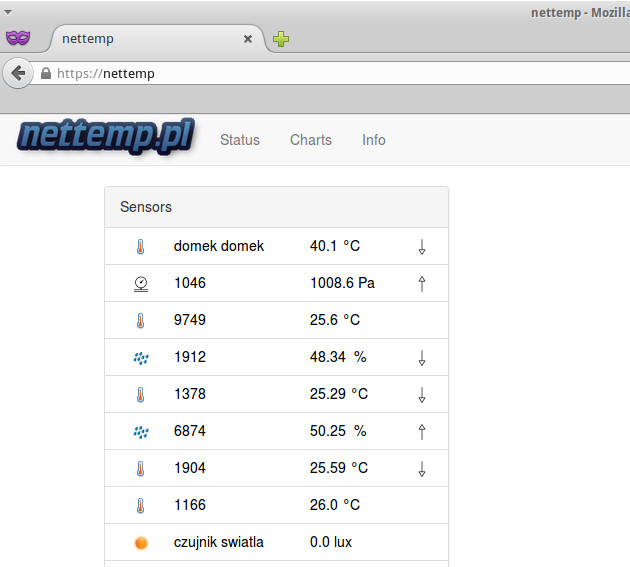 nettemp - Mozilla
nettemp
https://nettemp
nettemp.pl Status Charts Info
Sensors
domek domek 40.1 °C ↓
1046 1008.6 Pa ↑
9749 25.6 °C
1912 48.34 % ↓
1378 25.29 °C ↓
6874 50.25 % ↑
1904 25.59 °C ↓
1166 26.0 °C
czujnik swiatla 0.0 lux